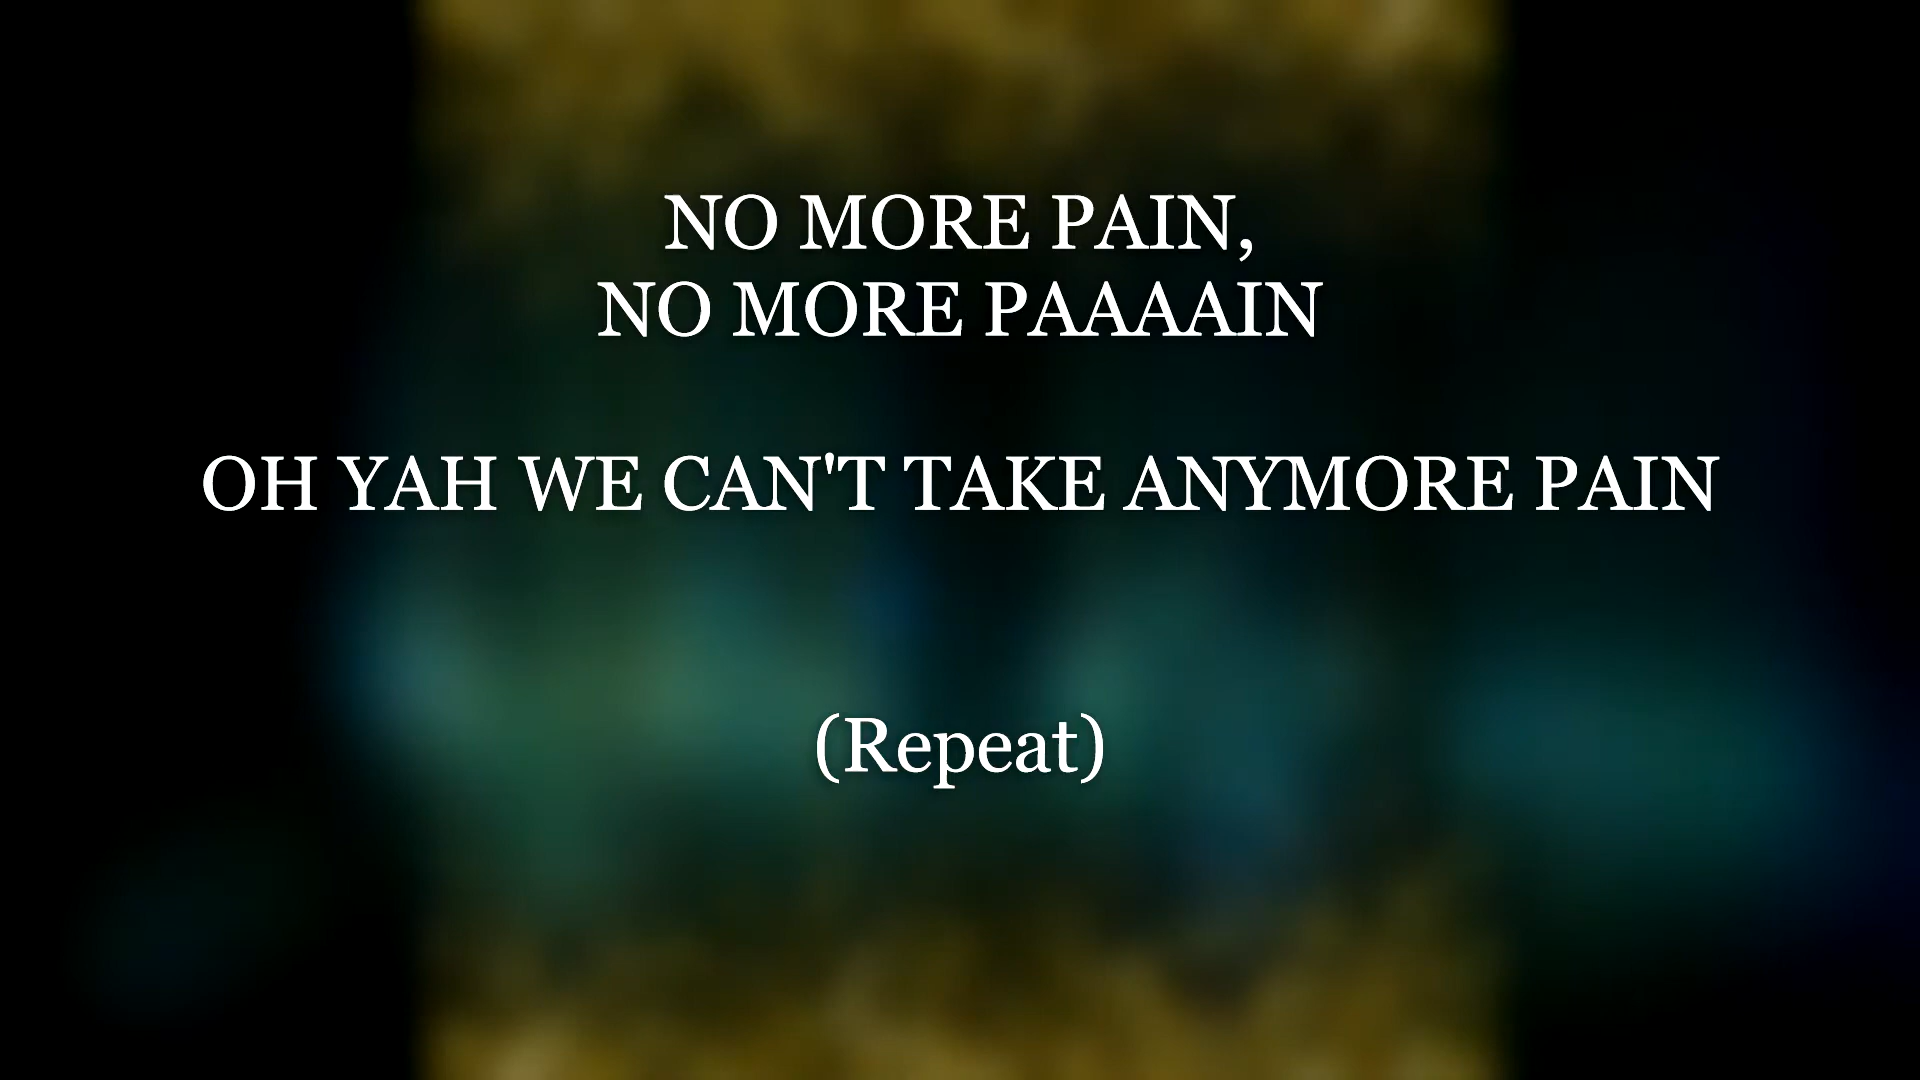 NO MORE PAIN,
NO MORE PAAAAIN
OH YAH WE CAN'T TAKE ANYMORE PAIN
(Repeat)